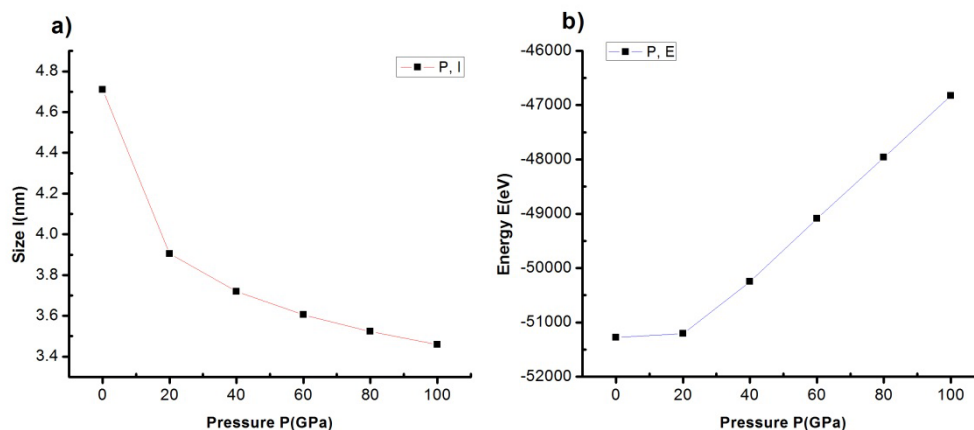 a)
P, l
4.8
4.6
4.4
4.2
4.0
3.8
3.6
3.4
Size l(nm)
0 20 40 60 80 100
Pressure P(GPa)
b)
P, E
-46000
-47000
-48000
-49000
-50000
-51000
-52000
Energy E(eV)
0 20 40 60 80 100
Pressure P(GPa)